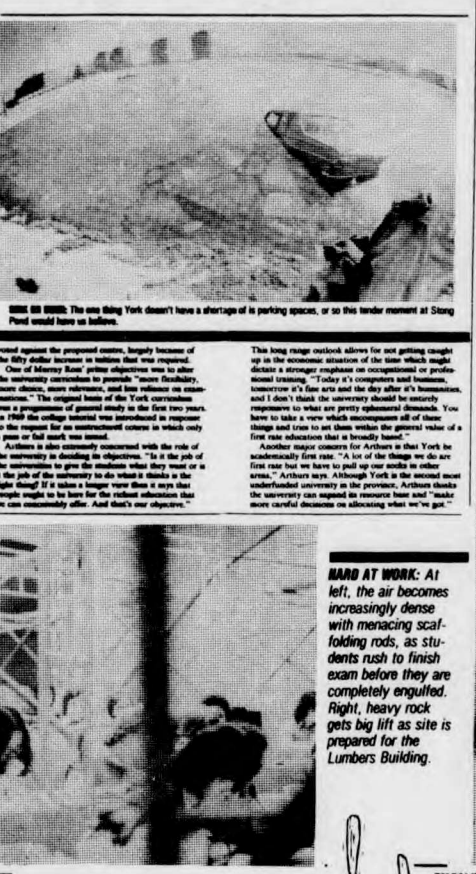 The one thing York doesn't have a shortage of is parking spaces, or so this tender moment at Stong
Pond would have us believe.
voted against the proposed centre, largely because of
the fifty dollar increase in tuition that was required.
One of Murray Ross' prime objectives was to alter
the university curriculum to provide "more flexibility,
more choice, more relevance, and less reliance on exam-
inations." The original basis of the York curriculum
was a programme of general study in the first two years.
In 1969 the college tutorial was introduced in response
to the request for an unstructured course in which only
a pass or fail mark was issued.
Arthurs is also extremely concerned with the role of
the university in deciding its objectives. "Is it the job of
the university to give the students what they want or is
it the job of the university to do what it thinks is the
right thing? If it takes a longer view then it says that
people ought to be here for the richest education that
we can conceivably offer. And that's our objective."
This long range outlook allows for not getting caught
up in the economic situation of the time which might
dictate a stronger emphasis on occupational or profes-
sional training. "Today it's computers and business,
tomorrow it's fine arts and the day after it's humanities,
and I don't think the university should be entirely
responsive to what are pretty ephemeral demands. You
have to take a view which encompasses all of these
things and tries to set them within the general value of a
first rate education that is broadly based."
Another major concern for Arthurs is that York be
academically first rate. "A lot of the things we do are
first rate but we have to pull up our socks in other
areas," Arthurs says. Although York is the second most
underfunded university in the province, Arthurs thinks
the university can expand its resource base and "make
more careful decisions on allocating what we've got."
HARD AT WORK: At
left, the air becomes
increasingly dense
with menacing scaf-
folding rods, as stu-
dents rush to finish
exam before they are
completely engulfed.
Right, heavy rock
gets big lift as site is
prepared for the
Lumbers Building.